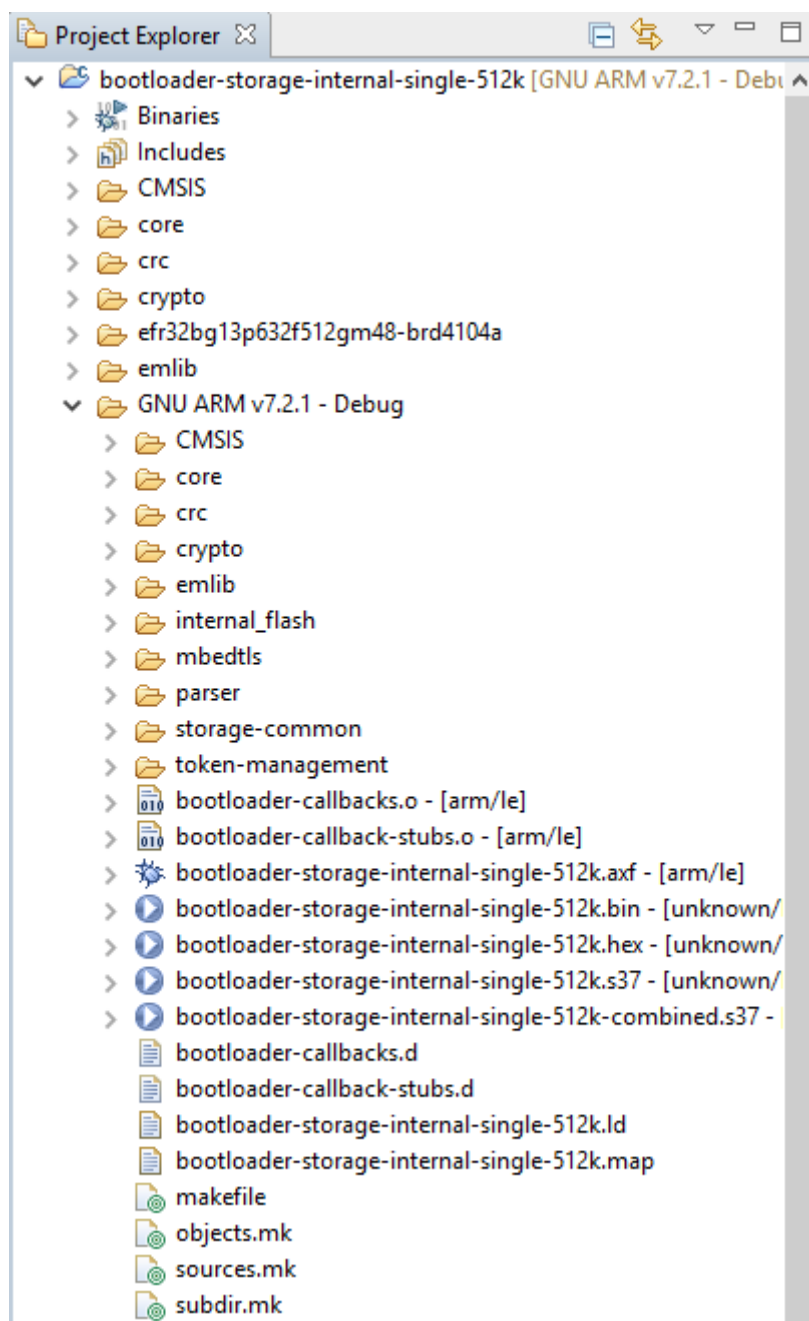 Project Explorer
bootloader-storage-internal-single-512k [GNU ARM v7.2.1 - Debu
Binaries
Includes
CMSIS
core
crc
crypto
efr32bg13p632f512gm48-brd4104a
emlib
GNU ARM v7.2.1 - Debug
CMSIS
core
crc
crypto
emlib
internal_flash
mbedtls
parser
storage-common
token-management
bootloader-callbacks.o - [arm/le]
bootloader-callback-stubs.o - [arm/le]
bootloader-storage-internal-single-512k.axf - [arm/le]
bootloader-storage-internal-single-512k.bin - [unknown/
bootloader-storage-internal-single-512k.hex - [unknown/
bootloader-storage-internal-single-512k.s37 - [unknown/
bootloader-storage-internal-single-512k-combined.s37 -
bootloader-callbacks.d
bootloader-callback-stubs.d
bootloader-storage-internal-single-512k.ld
bootloader-storage-internal-single-512k.map
makefile
objects.mk
sources.mk
subdir.mk